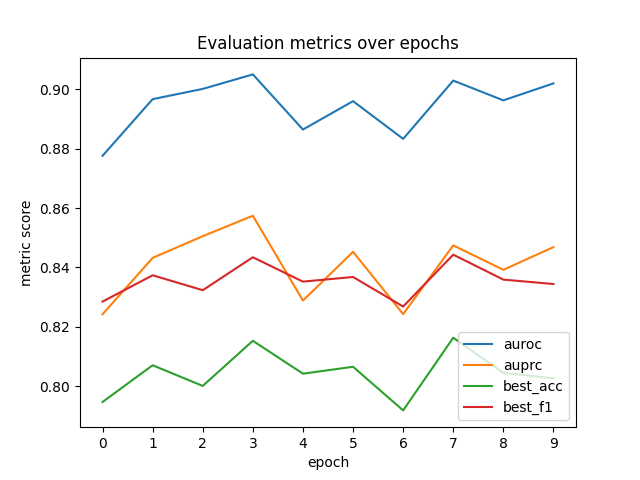 Evaluation metrics over epochs
metric score
0.90
0.88
0.86
0.84
0.82
0.80
auroc
auprc
best_acc
best_f1
0 1 2 3 4 5 6 7 8 9
epoch